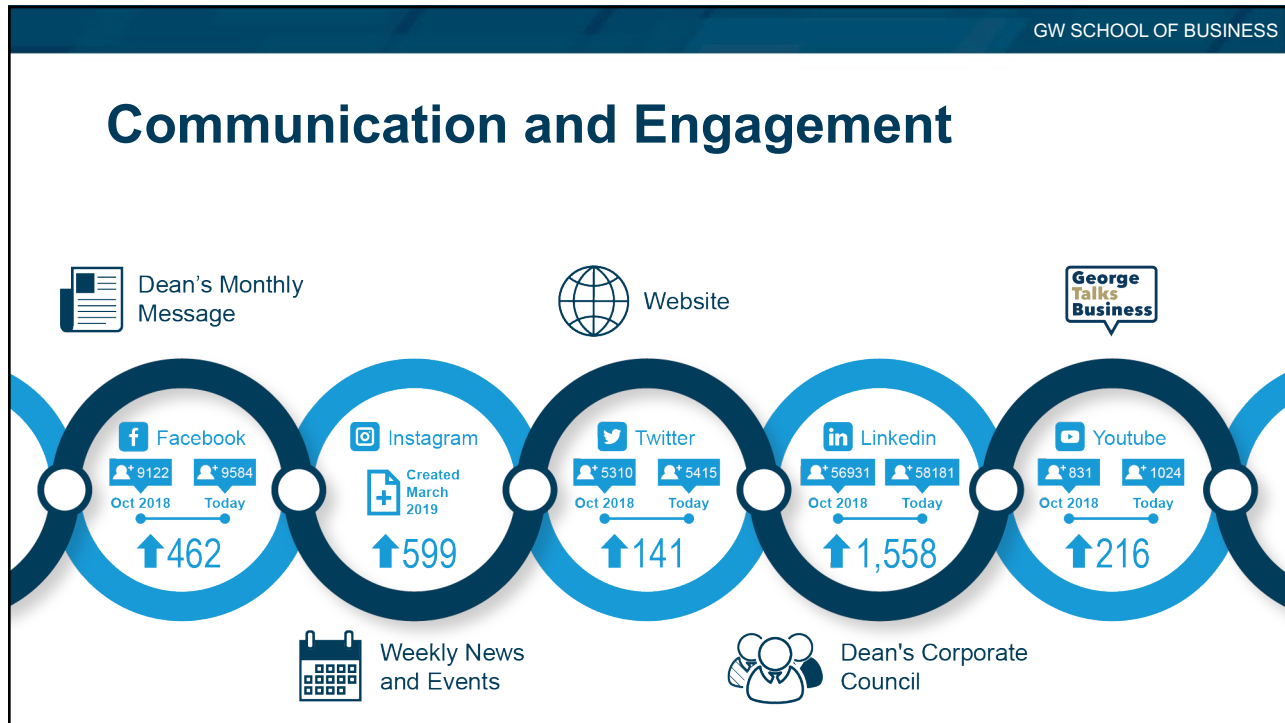 GW SCHOOL OF BUSINESS
Communication and Engagement
Dean's Monthly
Message
Website
George
Talks
Business
Facebook
9122 9584
Oct 2018 Today
462
Instagram
Created
March
2019
599
Twitter
5310 5415
Oct 2018 Today
141
Linkedin
56931 58181
Oct 2018 Today
1,558
Youtube
831 1024
Oct 2018 Today
216
Weekly News
and Events
Dean's Corporate
Council